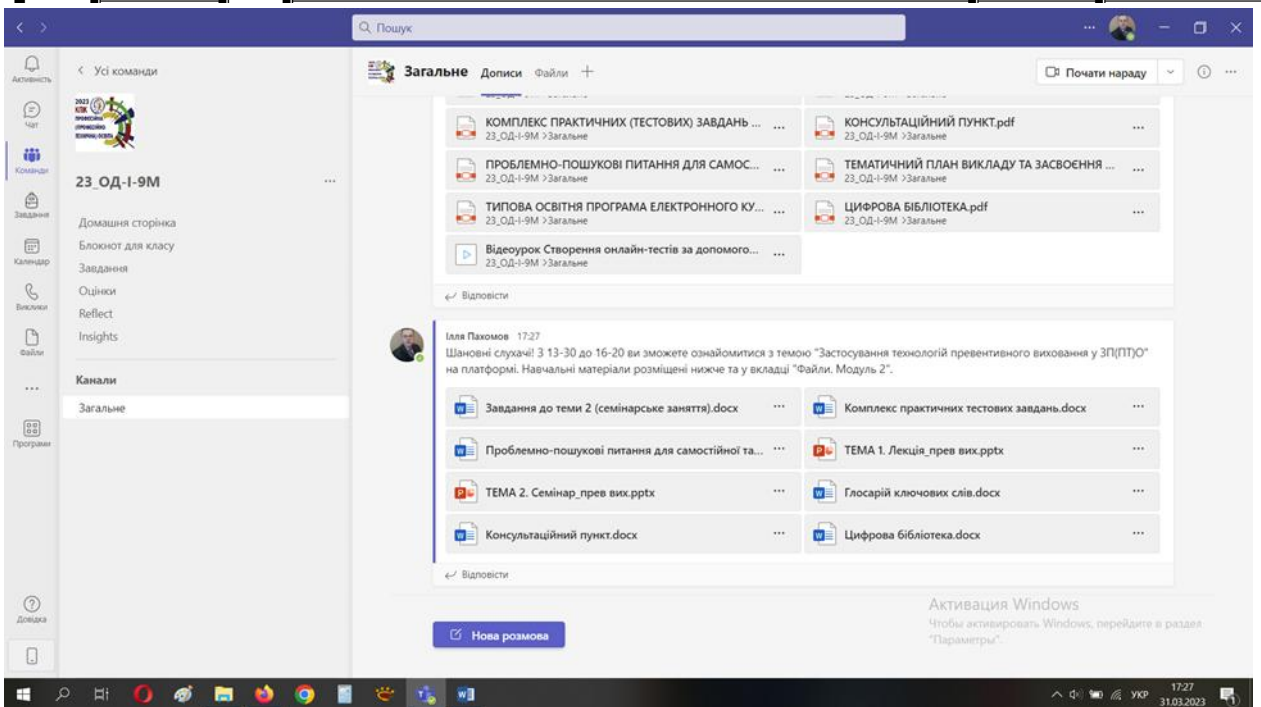 Пошук
Активність
Чат
Команди
Завдання
Календар
Виклики
Файли
Програми
Довідка
Усі команди
2023
КПК
23_ОД-І-9М
Домашня сторінка
Блокнот для класу
Завдання
Оцінки
Reflect
Insights
Канали
Загальне
Загальне Дописи Файли
Почати нараду
КОМПЛЕКС ПРАКТИЧНИХ (ТЕСТОВИХ) ЗАВДАНЬ ...
23_ОД-І-9М >Загальне
КОНСУЛЬТАЦІЙНИЙ ПУНКТ.pdf
23_ОД-І-9М >Загальне
ПРОБЛЕМНО-ПОШУКОВІ ПИТАННЯ ДЛЯ САМОС...
23_ОД-І-9М >Загальне
ТЕМАТИЧНИЙ ПЛАН ВИКЛАДУ ТА ЗАСВОЄННЯ ...
23_ОД-І-9М >Загальне
ТИПОВА ОСВІТНЯ ПРОГРАМА ЕЛЕКТРОННОГО КУ...
23_ОД-І-9М >Загальне
ЦИФРОВА БІБЛІОТЕКА.pdf
23_ОД-І-9М >Загальне
Відеоурок Створення онлайн-тестів за допомого...
23_ОД-І-9М >Загальне
Відповісти
Ілля Пахомов 17:27
Шановні слухачі! З 13-30 до 16-20 ви зможете ознайомитися з темою "Застосування технологій превентивного виховання у ЗП(ПТ)О"
на платформі. Навчальні матеріали розміщені нижче та у вкладці "Файли. Модуль 2".
Завдання до теми 2 (семінарське заняття).docx
Комплекс практичних тестових завдань.docx
Проблемно-пошукові питання для самостійної та...
ТЕМА 1. Лекція_прев вих.pptx
ТЕМА 2. Семінар_прев вих.pptx
Глосарій ключових слів.docx
Консультаційний пункт.docx
Цифрова бібліотека.docx
Відповісти
Нова розмова
Активация Windows
Чтобы активировать Windows, перейдите в раздел
"Параметры".
УКР
17:27
31.03.2023